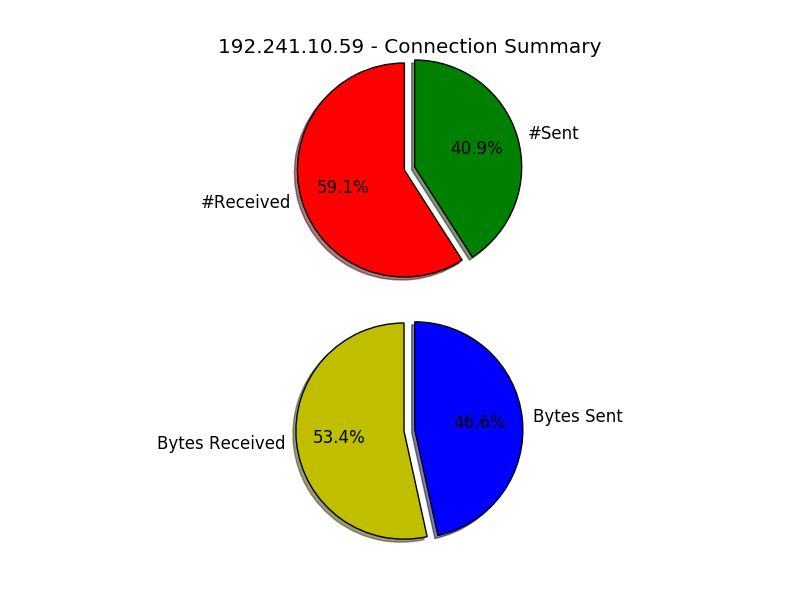 192.241.10.59 - Connection Summary
#Sent
40.9%
59.1%
#Received
Bytes Sent
46.6%
53.4%
Bytes Received